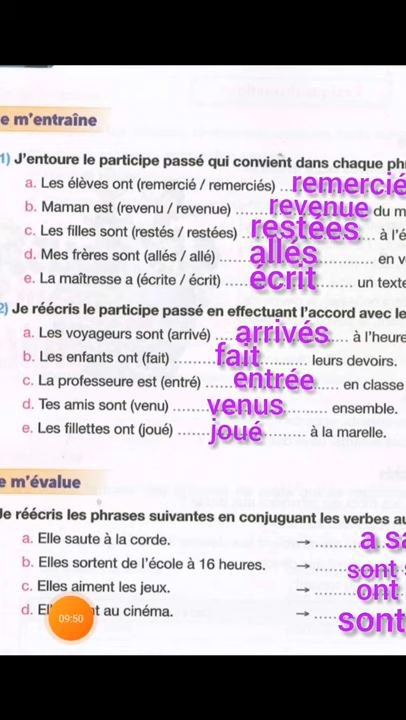 e m'entraîne
1) J'entoure le participe passé qui convient dans chaque ph
a. Les élèves ont (remercié / remerciés) ... remercié
b. Maman est (revenu / revenue) ........ revenue du m
c. Les filles sont (restés / restées) .. restées ... à l'é
d. Mes frères sont (allés / allé) ...... allés ............ en v
e. La maîtresse a (écrite / écrit) ..... écrit ........ un texte
2) Je réécris le participe passé en effectuant l'accord avec le
a. Les voyageurs sont (arrivé) .... arrivés .... à l'heure
b. Les enfants ont (fait) .......... fait ............ leurs devoirs.
c. La professeure est (entré) ...... entrée ..... en classe
d. Tes amis sont (venu) ........ venus .......... ensemble.
e. Les fillettes ont (joué) ....... joué ........... à la marelle.
e m'évalue
Je réécris les phrases suivantes en conjuguant les verbes au
a. Elle saute à la corde. → ........... a sa
b. Elles sortent de l'école à 16 heures. → ....... sont
c. Elles aiment les jeux. → .......... ont
d. El au cinéma. → ..... sont
09:50